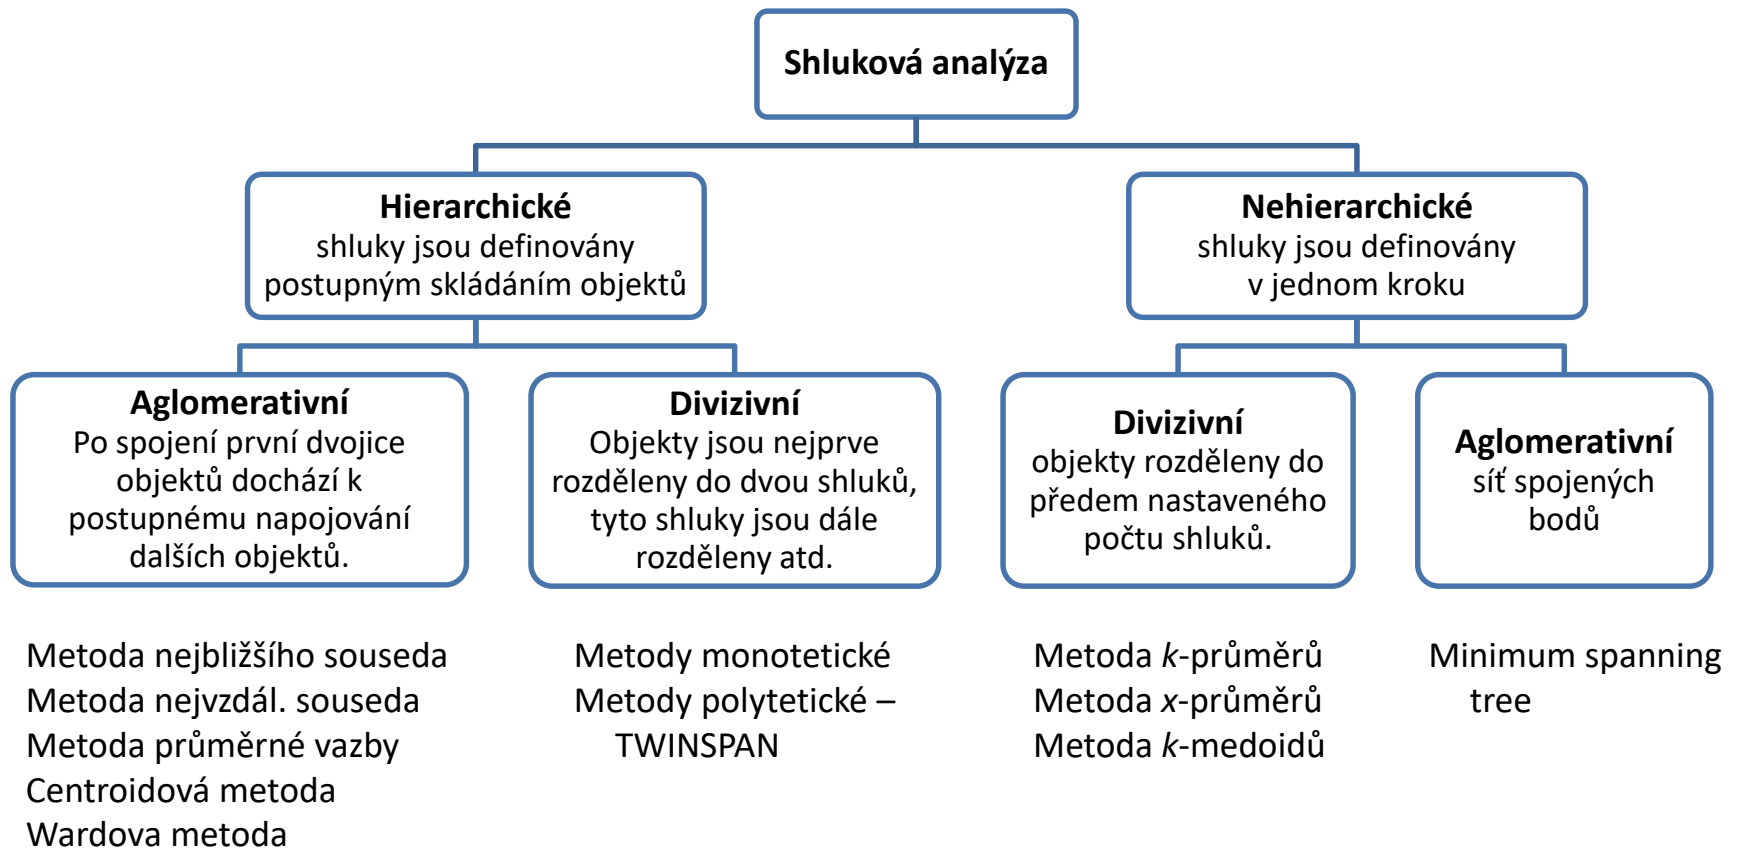 Shluková analýza
Hierarchické
shluky jsou definovány
postupným skládáním objektů
Nehierarchické
shluky jsou definovány
v jednom kroku
Aglomerativní
Po spojení první dvojice
objektů dochází k
postupnému napojování
dalších objektů.
Divizivní
Objekty jsou nejprve
rozděleny do dvou shluků,
tyto shluky jsou dále
rozděleny atd.
Divizivní
objekty rozděleny do
předem nastaveného
počtu shluků.
Aglomerativní
síť spojených
bodů
Metoda nejbližšího souseda
Metoda nejvzdál. souseda
Metoda průměrné vazby
Centroidová metoda
Wardova metoda
Metody monotetické
Metody polytetické –
TWINSPAN
Metoda k-průměrů
Metoda x-průměrů
Metoda k-medoidů
Minimum spanning
tree